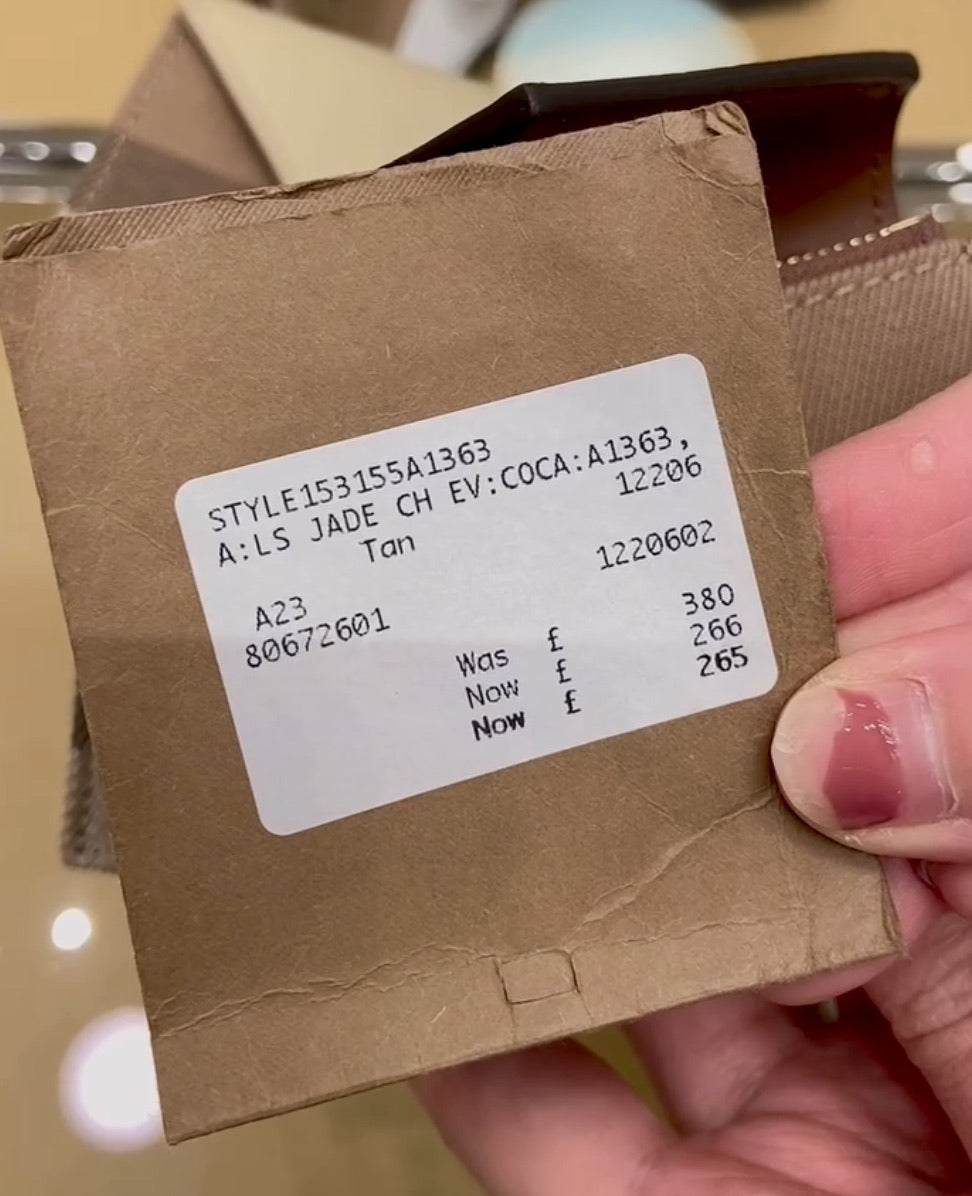 STYLE153155A1363
A:LS JADE CH EV:COCA:A1363,
Tan 12206
A23 1220602
80672601
Was £ 380
Now £ 266
Now £ 265